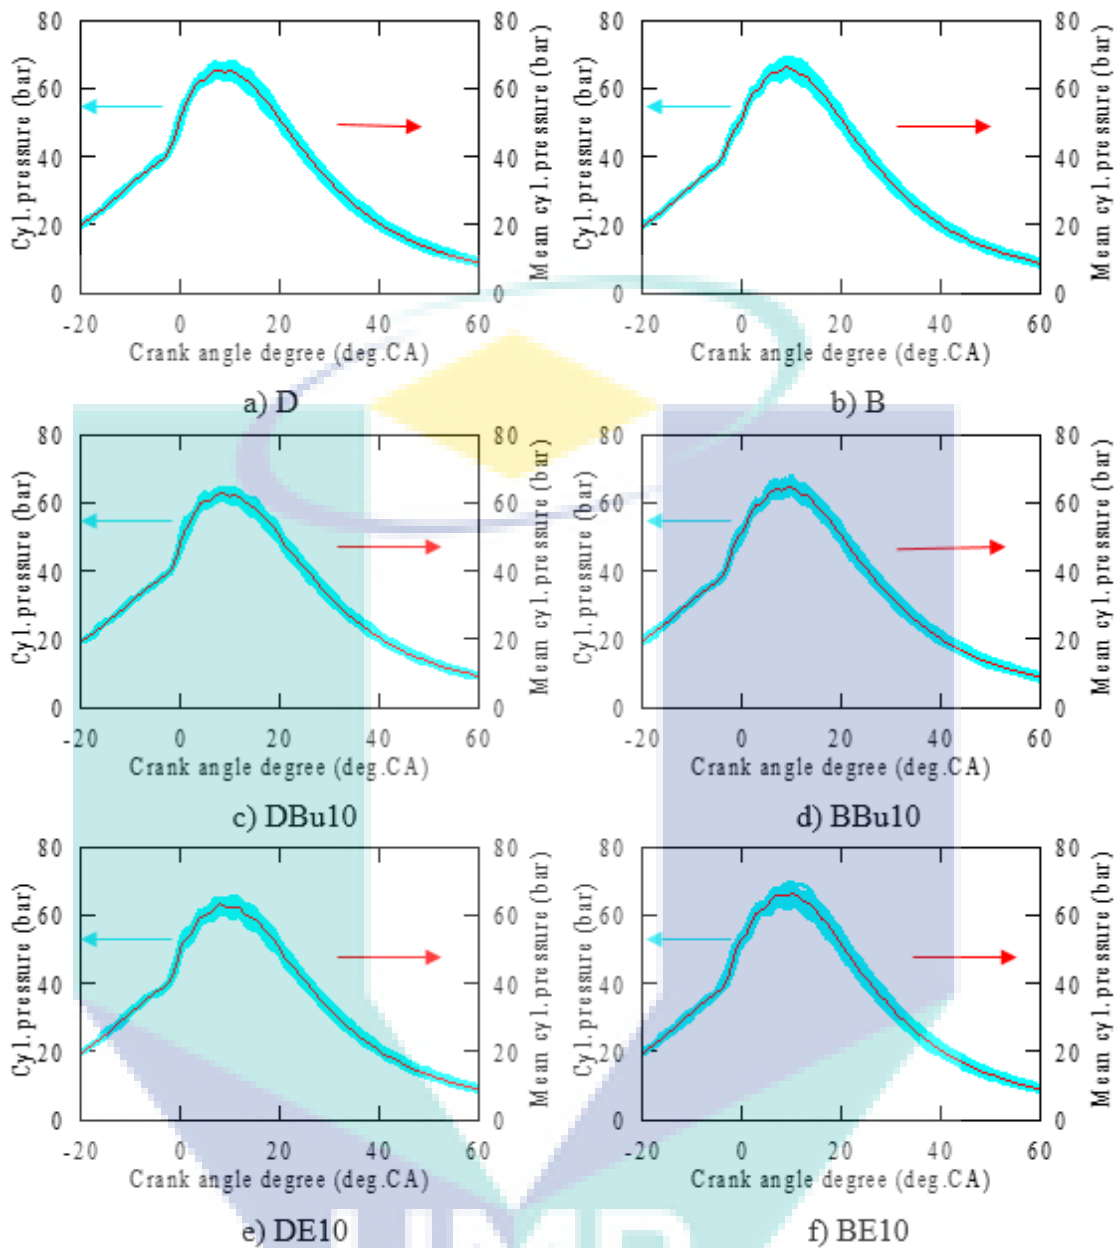 80 80 80 80
60 60 60 60
40 40 40 40
20 20 20 20
0 0 0 0
Cyl.pressure (bar)
Mean cyl.pressure (bar)
Cyl.pressure (bar)
Mean cyl.pressure (bar)
-20 0 20 40 60 -20 0 20 40 60
Crank angle degree (deg.CA) Crank angle degree (deg.CA)
a) D b) B
80 80 80 80
60 60 60 60
40 40 40 40
20 20 20 20
0 0 0 0
Cyl.pressure (bar)
Mean cyl.pressure (bar)
Cyl.pressure (bar)
Mean cyl.pressure (bar)
-20 0 20 40 60 -20 0 20 40 60
Crank angle degree (deg.CA) Crank angle degree (deg.CA)
c) DBu10 d) BBu10
80 80 80 80
60 60 60 60
40 40 40 40
20 20 20 20
0 0 0 0
Cyl.pressure (bar)
Mean cyl.pressure (bar)
Cyl.pressure (bar)
Mean cyl.pressure (bar)
-20 0 20 40 60 -20 0 20 40 60
Crank angle degree (deg.CA) Crank angle degree (deg.CA)
e) DE10 f) BE10